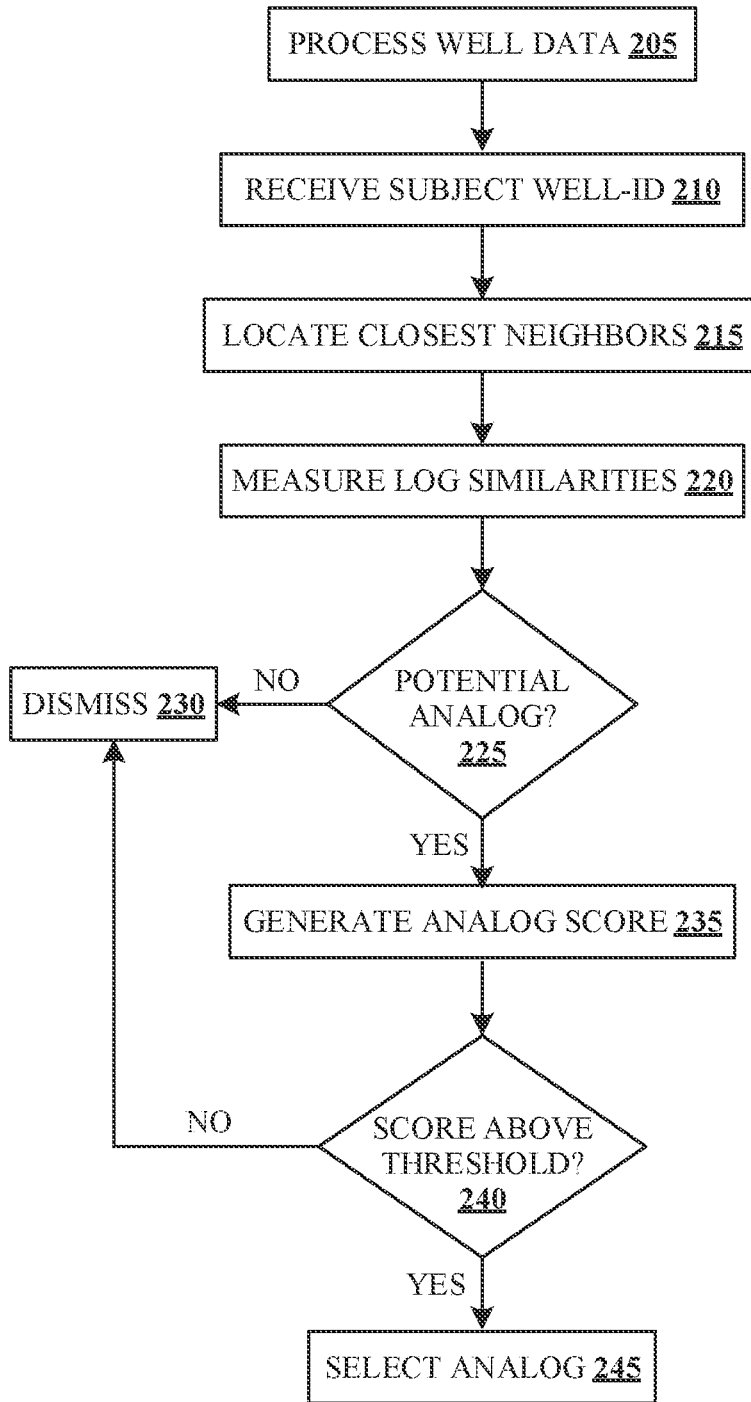 PROCESS WELL DATA 205
RECEIVE SUBJECT WELL-ID 210
LOCATE CLOSEST NEIGHBORS 215
MEASURE LOG SIMILARITIES 220
POTENTIAL
ANALOG?
225
NO
DISMISS 230
YES
GENERATE ANALOG SCORE 235
SCORE ABOVE
THRESHOLD?
240
NO
YES
SELECT ANALOG 245